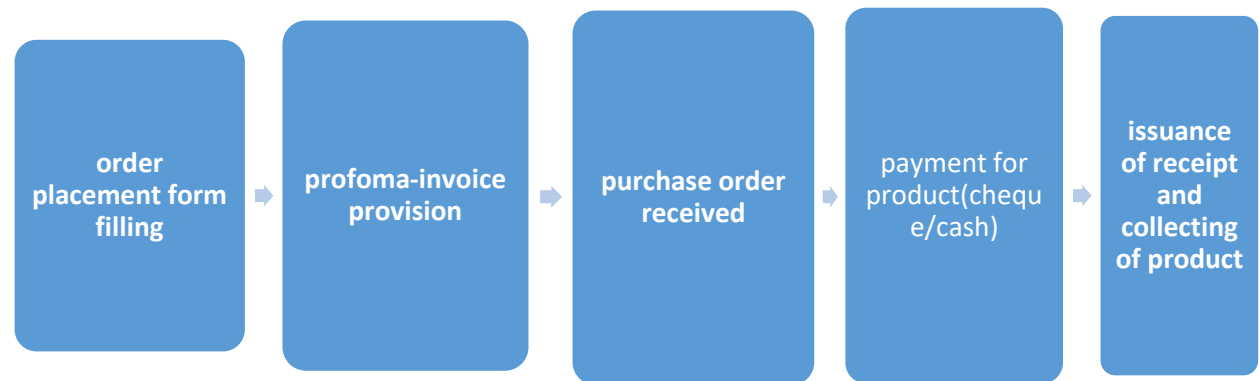 order
placement form
filling
profoma-invoice
provision
purchase order
received
payment for
product(chequ
e/cash)
issuance
of receipt
and
collecting
of product